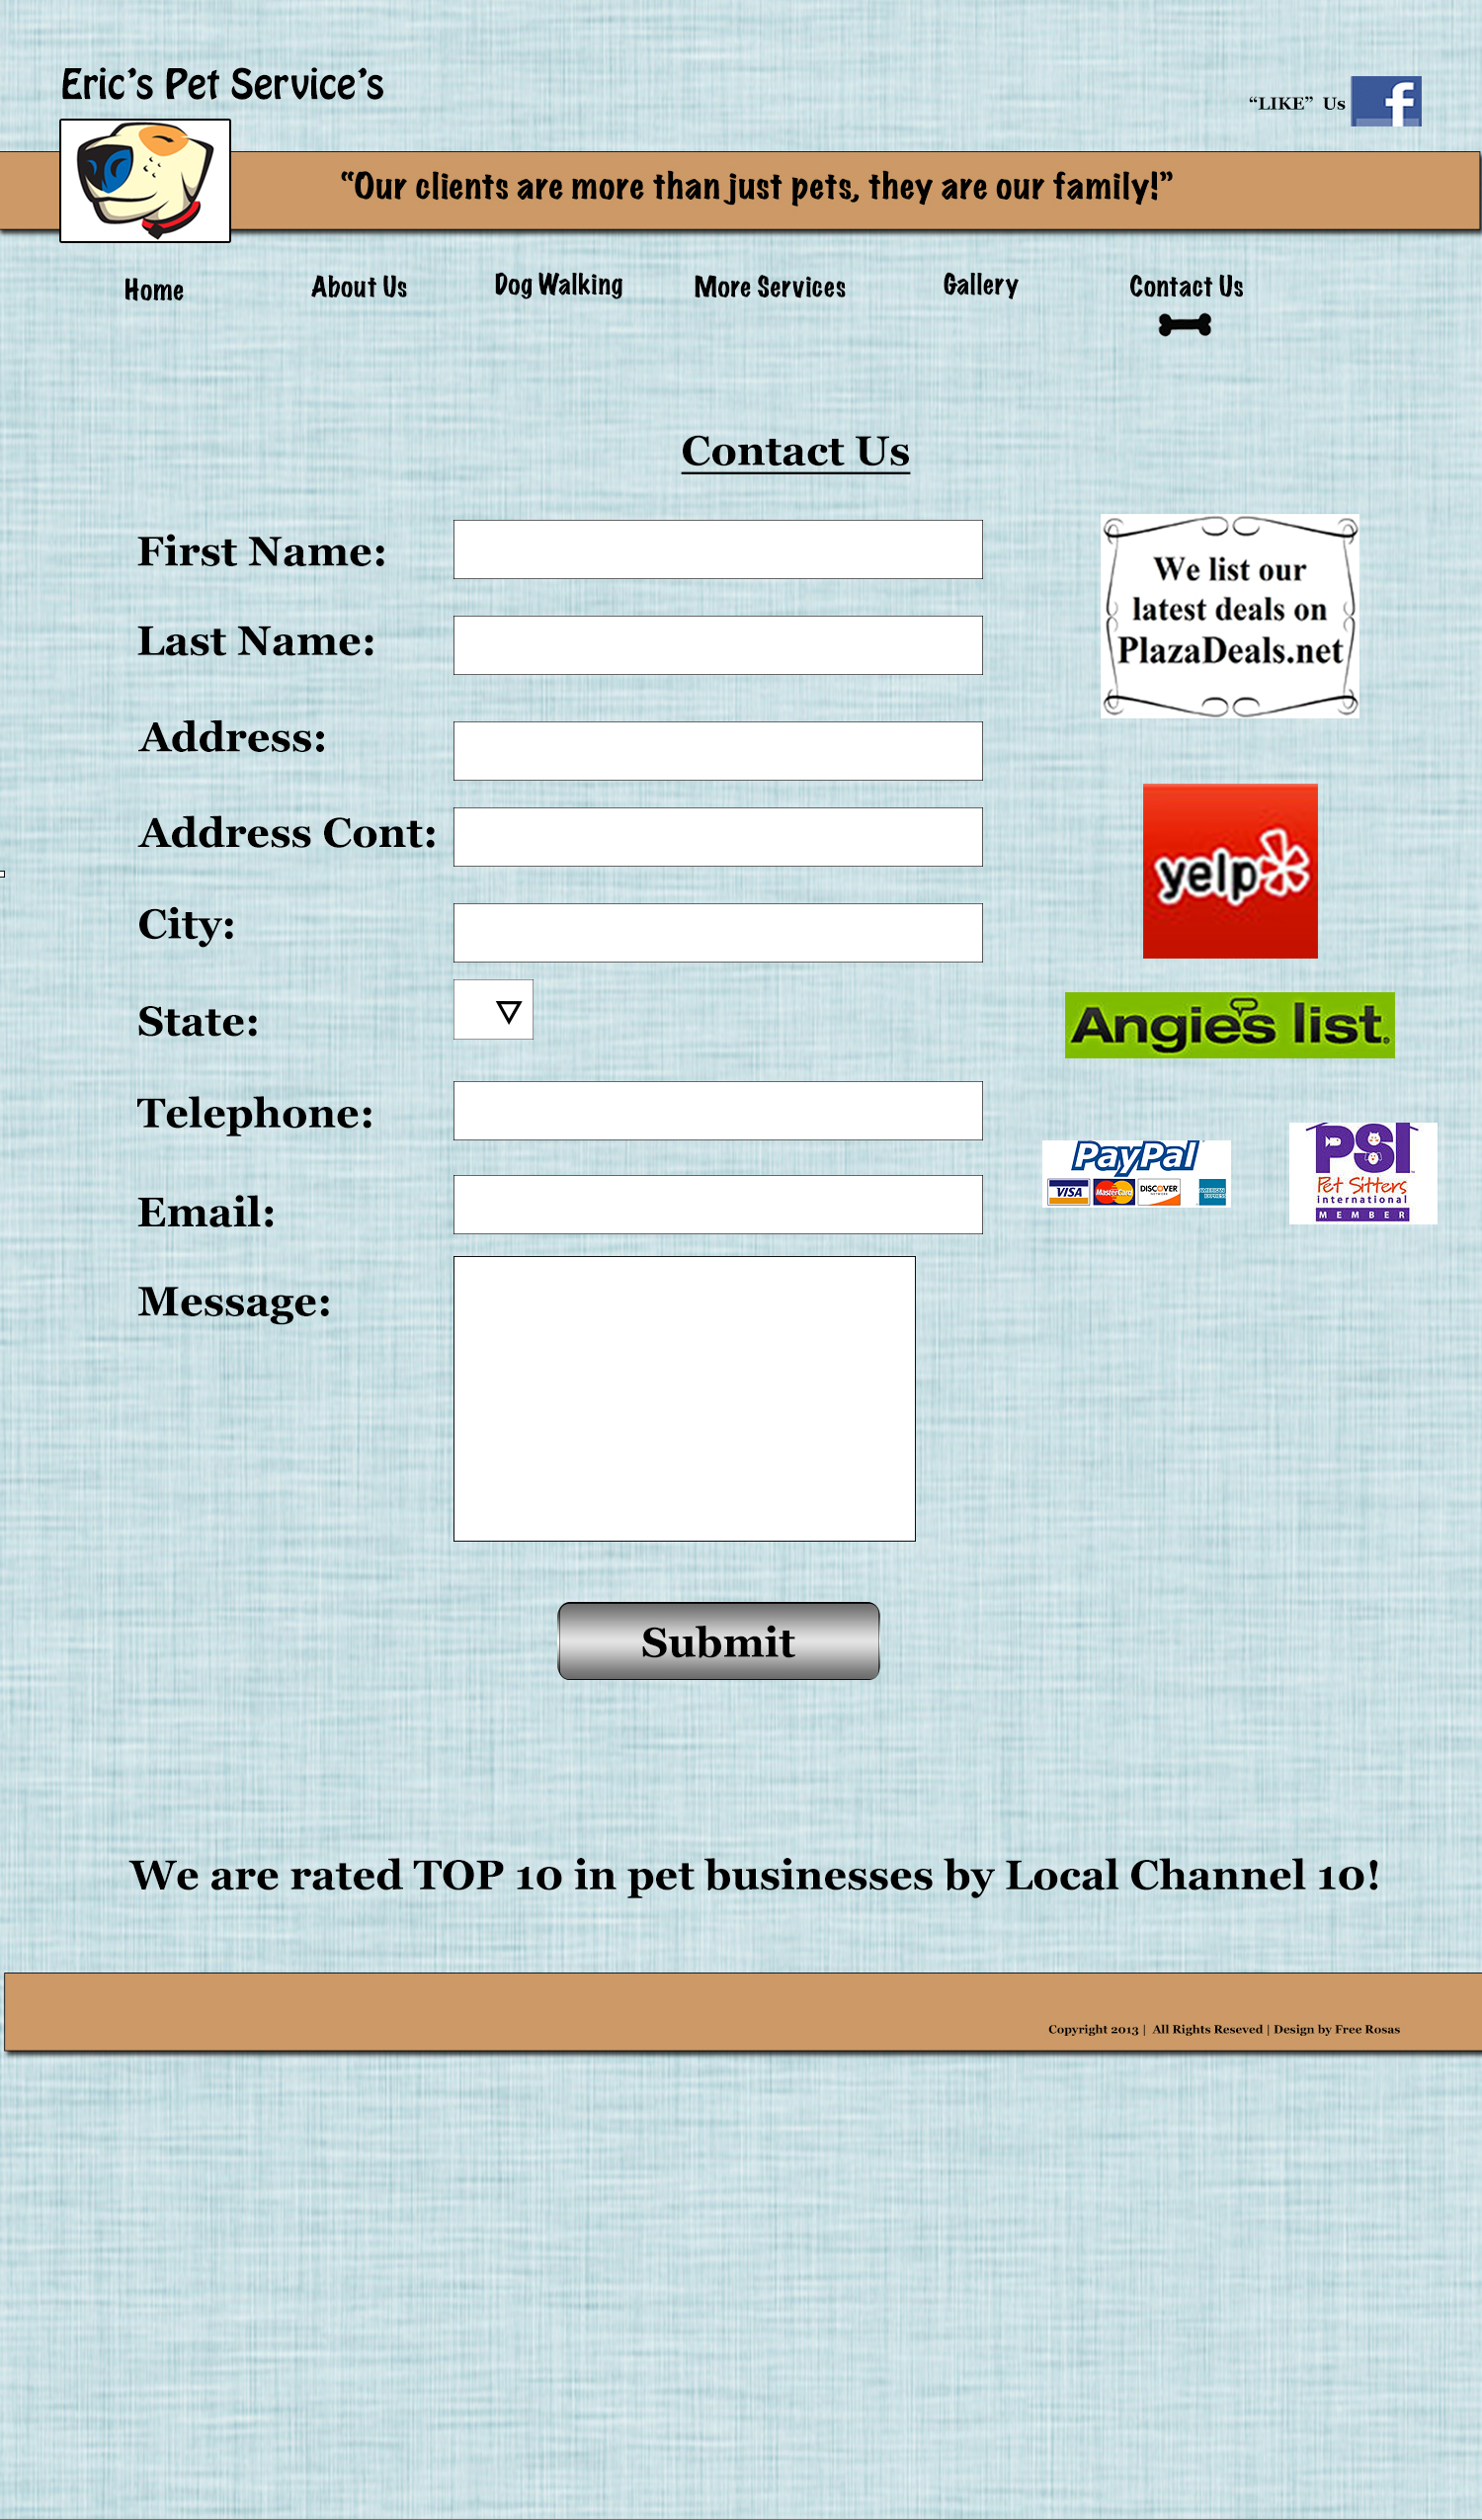 Eric's Pet Service's
“LIKE” Us
“Our clients are more than just pets, they are our family!”
Home About Us Dog Walking More Services Gallery Contact Us
Contact Us
First Name:
Last Name:
Address:
Address Cont:
City:
State:
Telephone:
Email:
Message:
Submit
We list our
latest deals on
PlazaDeals.net
yelp
Angie's list.
PayPal
VISA MasterCard DISCOVER NETWORK AMERICAN EXPRESS
PSI
Pet Sitters
international
MEMBER
We are rated TOP 10 in pet businesses by Local Channel 10!
Copyright 2013 | All Rights Reseved | Design by Free Rosas